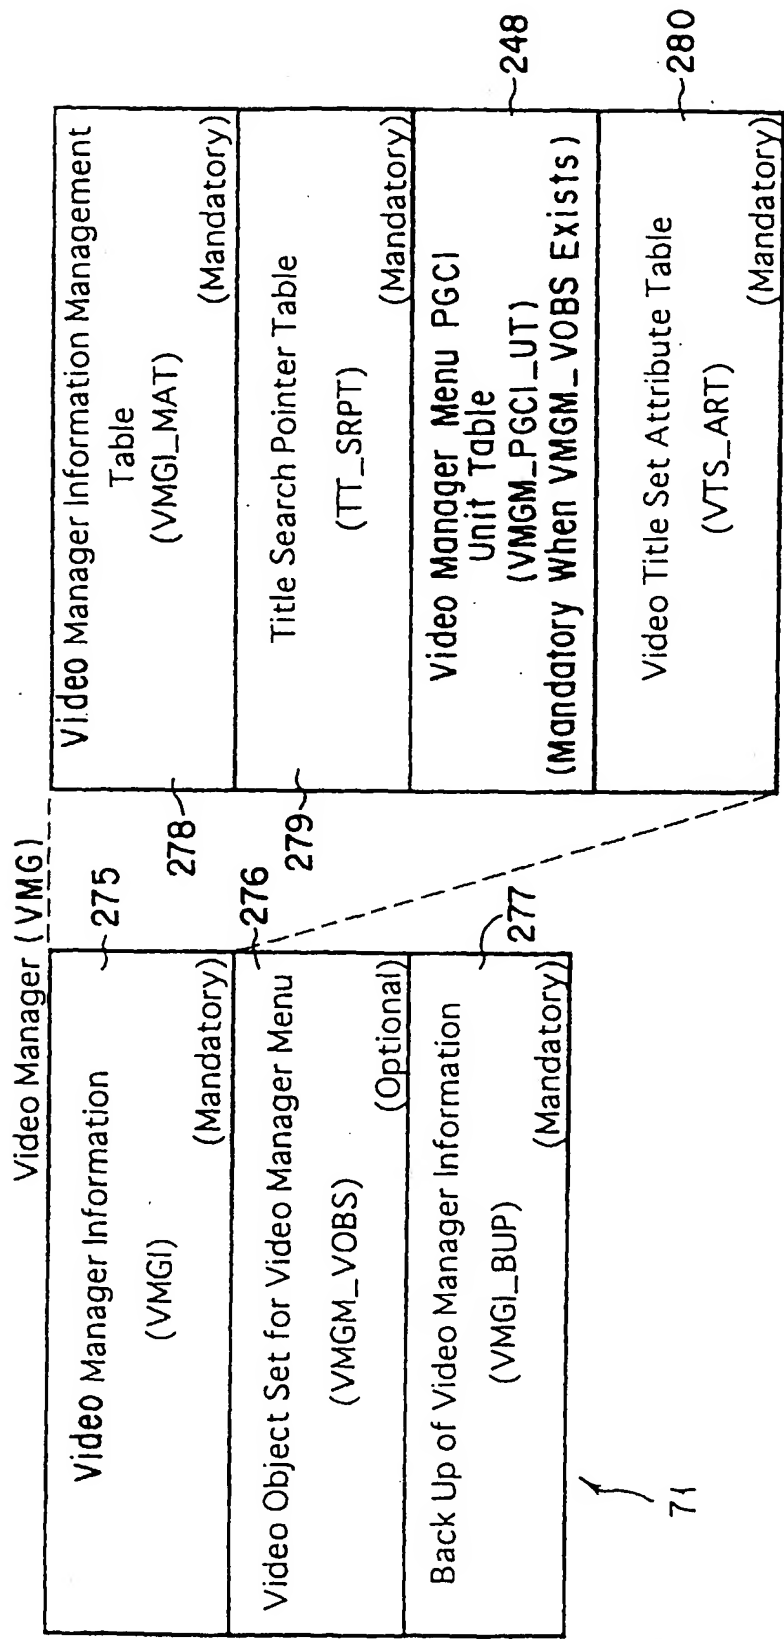 Video Manager (VMG)
Video Manager Information
(VMGI)
(Mandatory)
275
Video Object Set for Video Manager Menu
(VMGM_VOBS)
(Optional)
276
Back Up of Video Manager Information
(VMGI_BUP)
(Mandatory)
277
71
Video Manager Information Management
Table
(VMGI_MAT)
(Mandatory)
278
Title Search Pointer Table
(TT_SRPT)
(Mandatory)
279
Video Manager Menu PGCI
Unit Table
(VMGM_PGCI_UT)
(Mandatory When VMGM_VOBS Exists)
248
Video Title Set Attribute Table
(VTS_ART)
(Mandatory)
280